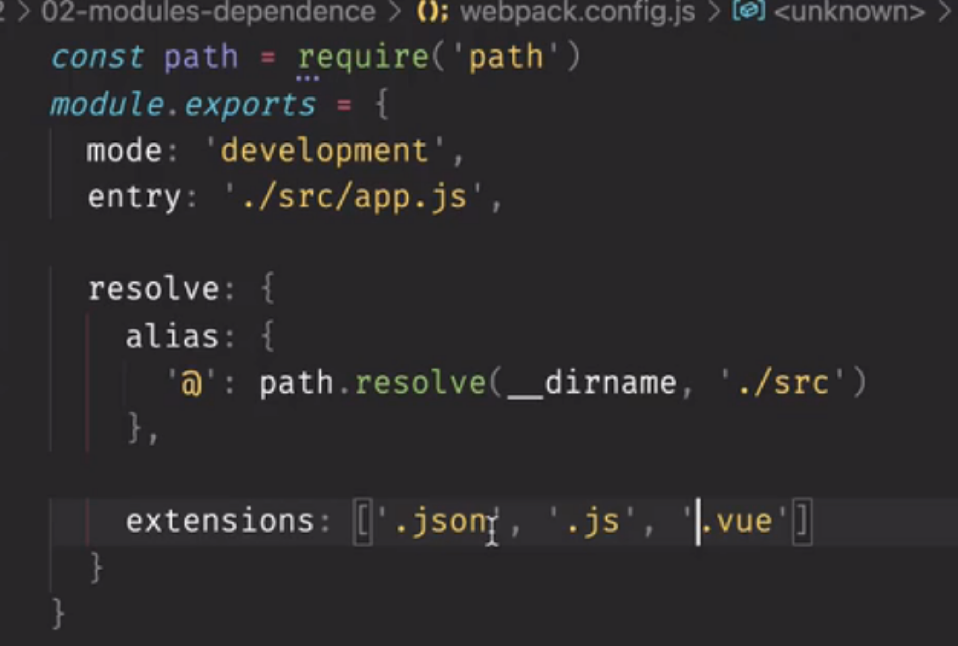 2 > 02-modules-dependence > webpack.config.js > <unknown> >
const path = require('path')
module.exports = {
  mode: 'development',
  entry: './src/app.js',

  resolve: {
    alias: {
      '@': path.resolve(__dirname, './src')
    },

    extensions: ['.json', '.js', '.vue']
  }
}